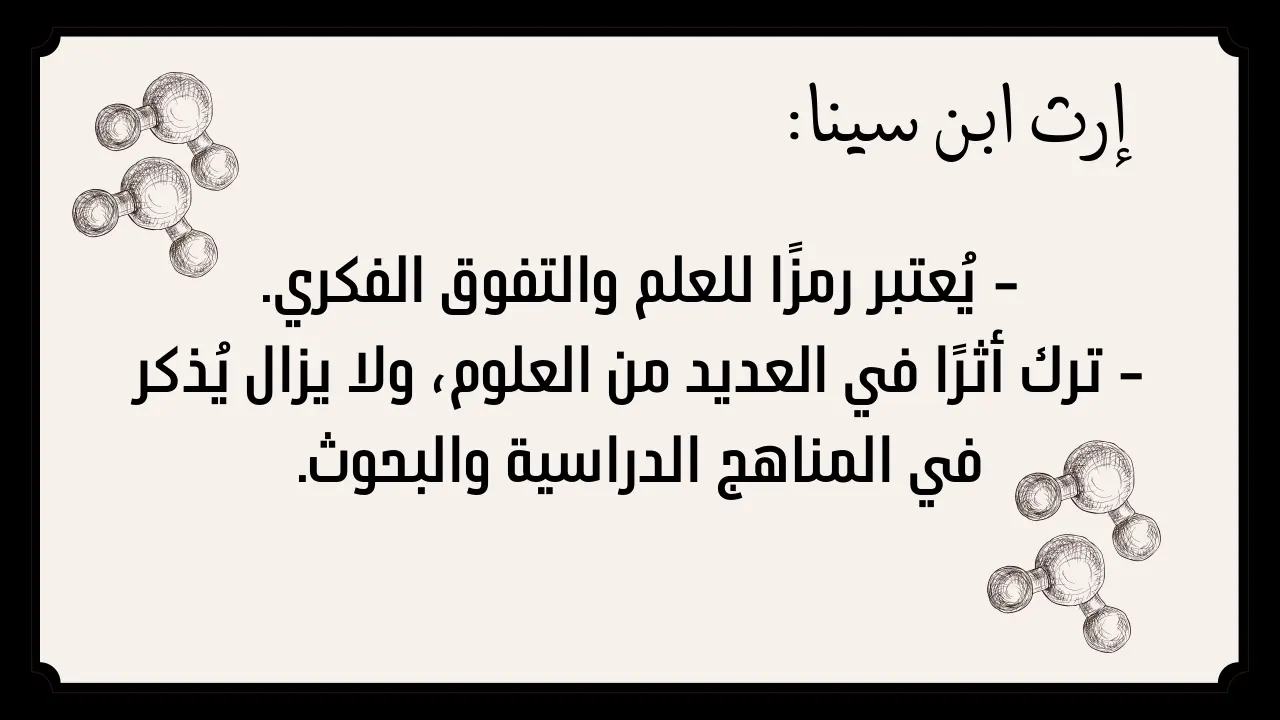 إرث ابن سينا:
- يُعتبر رمزًا للعلم والتفوق الفكري.
- ترك أثرًا في العديد من العلوم، ولا يزال يُذكر
في المناهج الدراسية والبحوث.